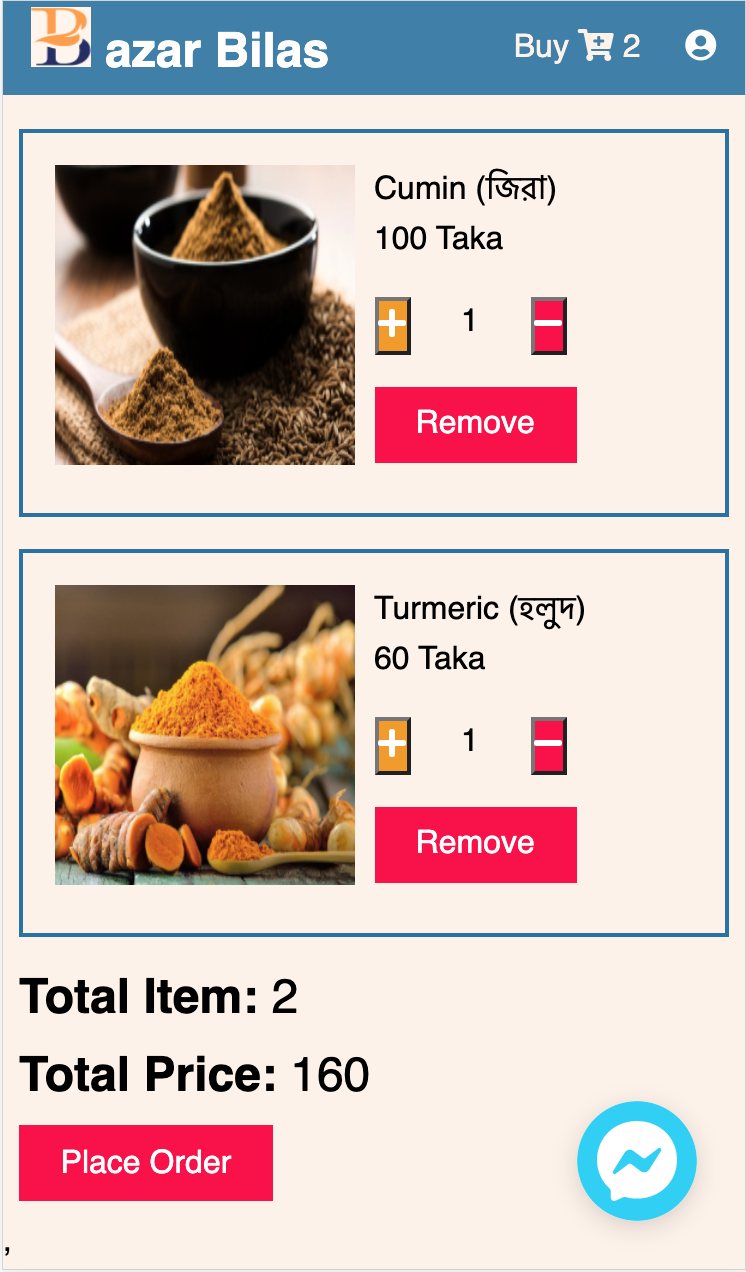 B azar Bilas
Buy 2
Cumin (জিরা)
100 Taka
+ 1 −
Remove
Turmeric (হলুদ)
60 Taka
+ 1 −
Remove
Total Item: 2
Total Price: 160
Place Order
,